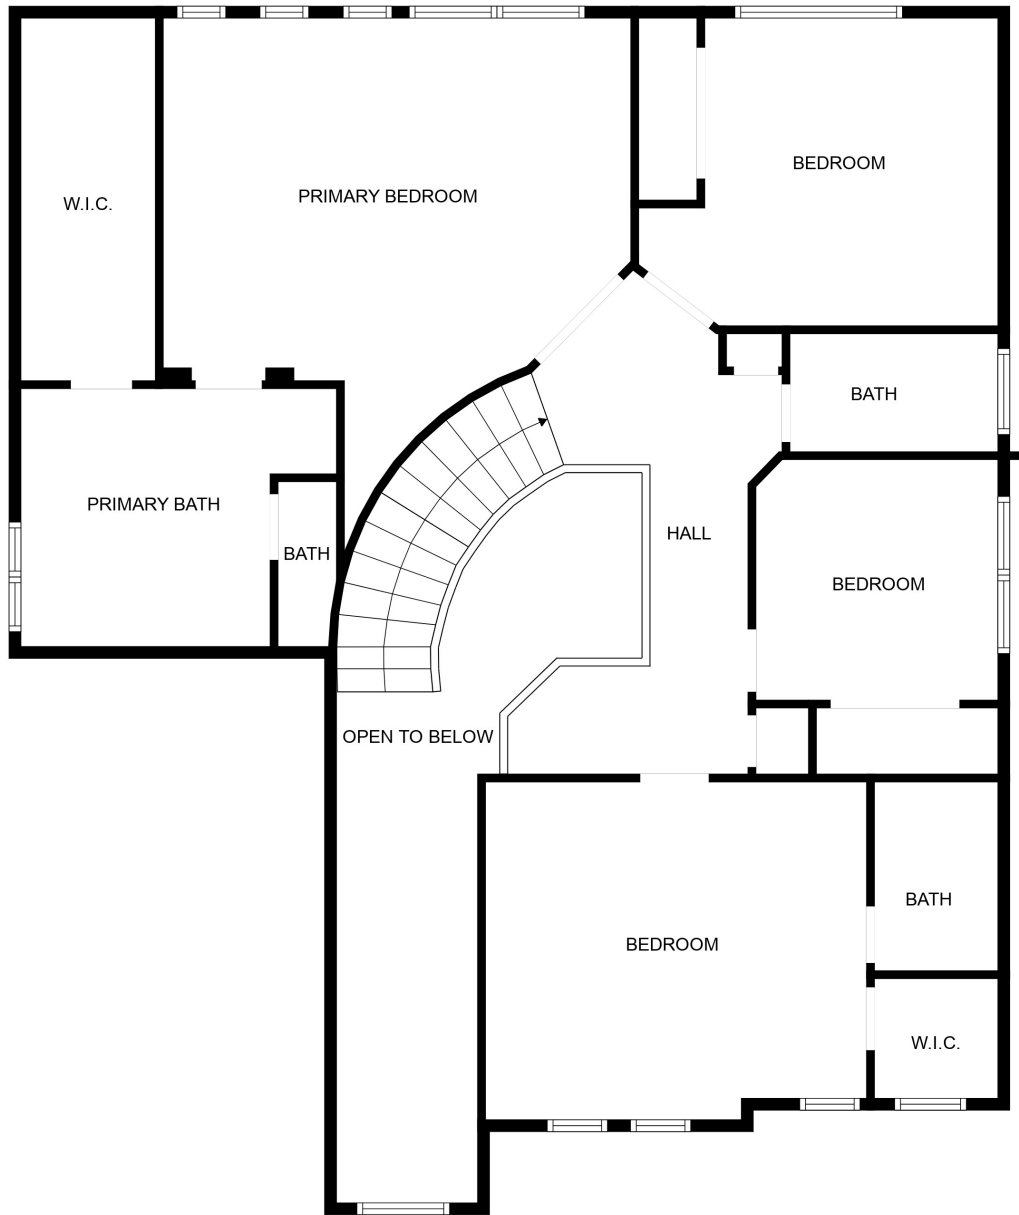 BEDROOM
PRIMARY BEDROOM
W.I.C.
BATH
PRIMARY BATH
HALL
BATH
BEDROOM
OPEN TO BELOW
BATH
BEDROOM
W.I.C.